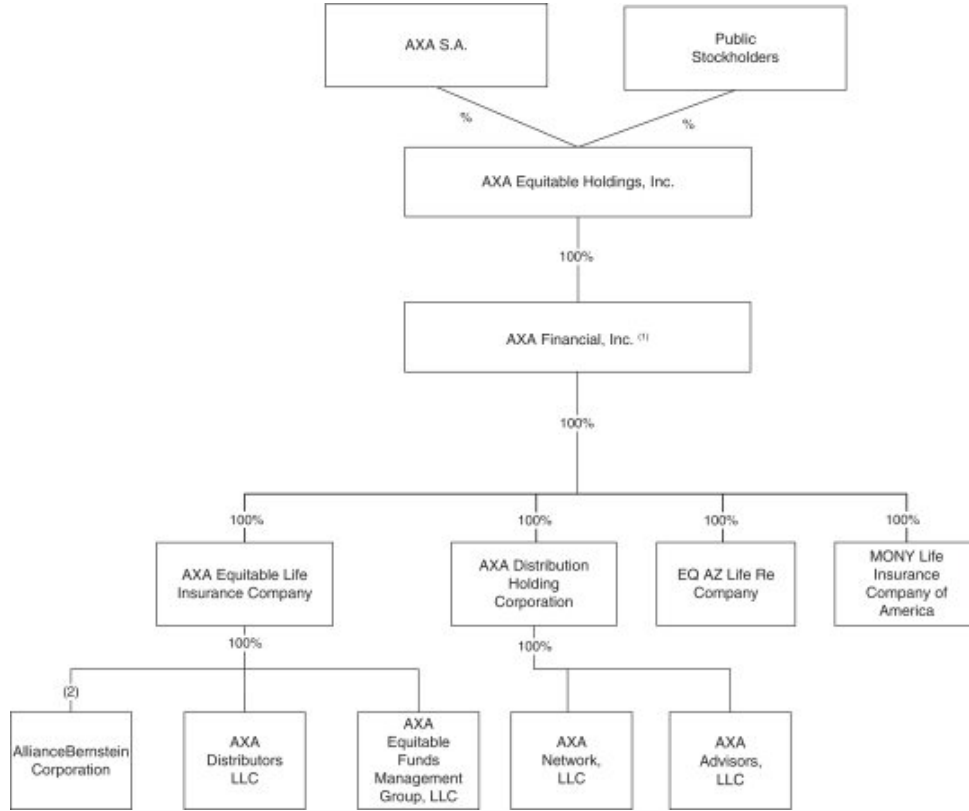 AXA S.A.
Public
Stockholders
%
%
AXA Equitable Holdings, Inc.
100%
AXA Financial, Inc. (1)
100%
100%
100%
100%
100%
AXA Equitable Life
Insurance Company
AXA Distribution
Holding
Corporation
EQ AZ Life Re
Company
MONY Life
Insurance
Company of
America
100%
100%
(2)
AllianceBernstein
Corporation
AXA
Distributors
LLC
AXA
Equitable
Funds
Management
Group, LLC
AXA
Network,
LLC
AXA
Advisors,
LLC